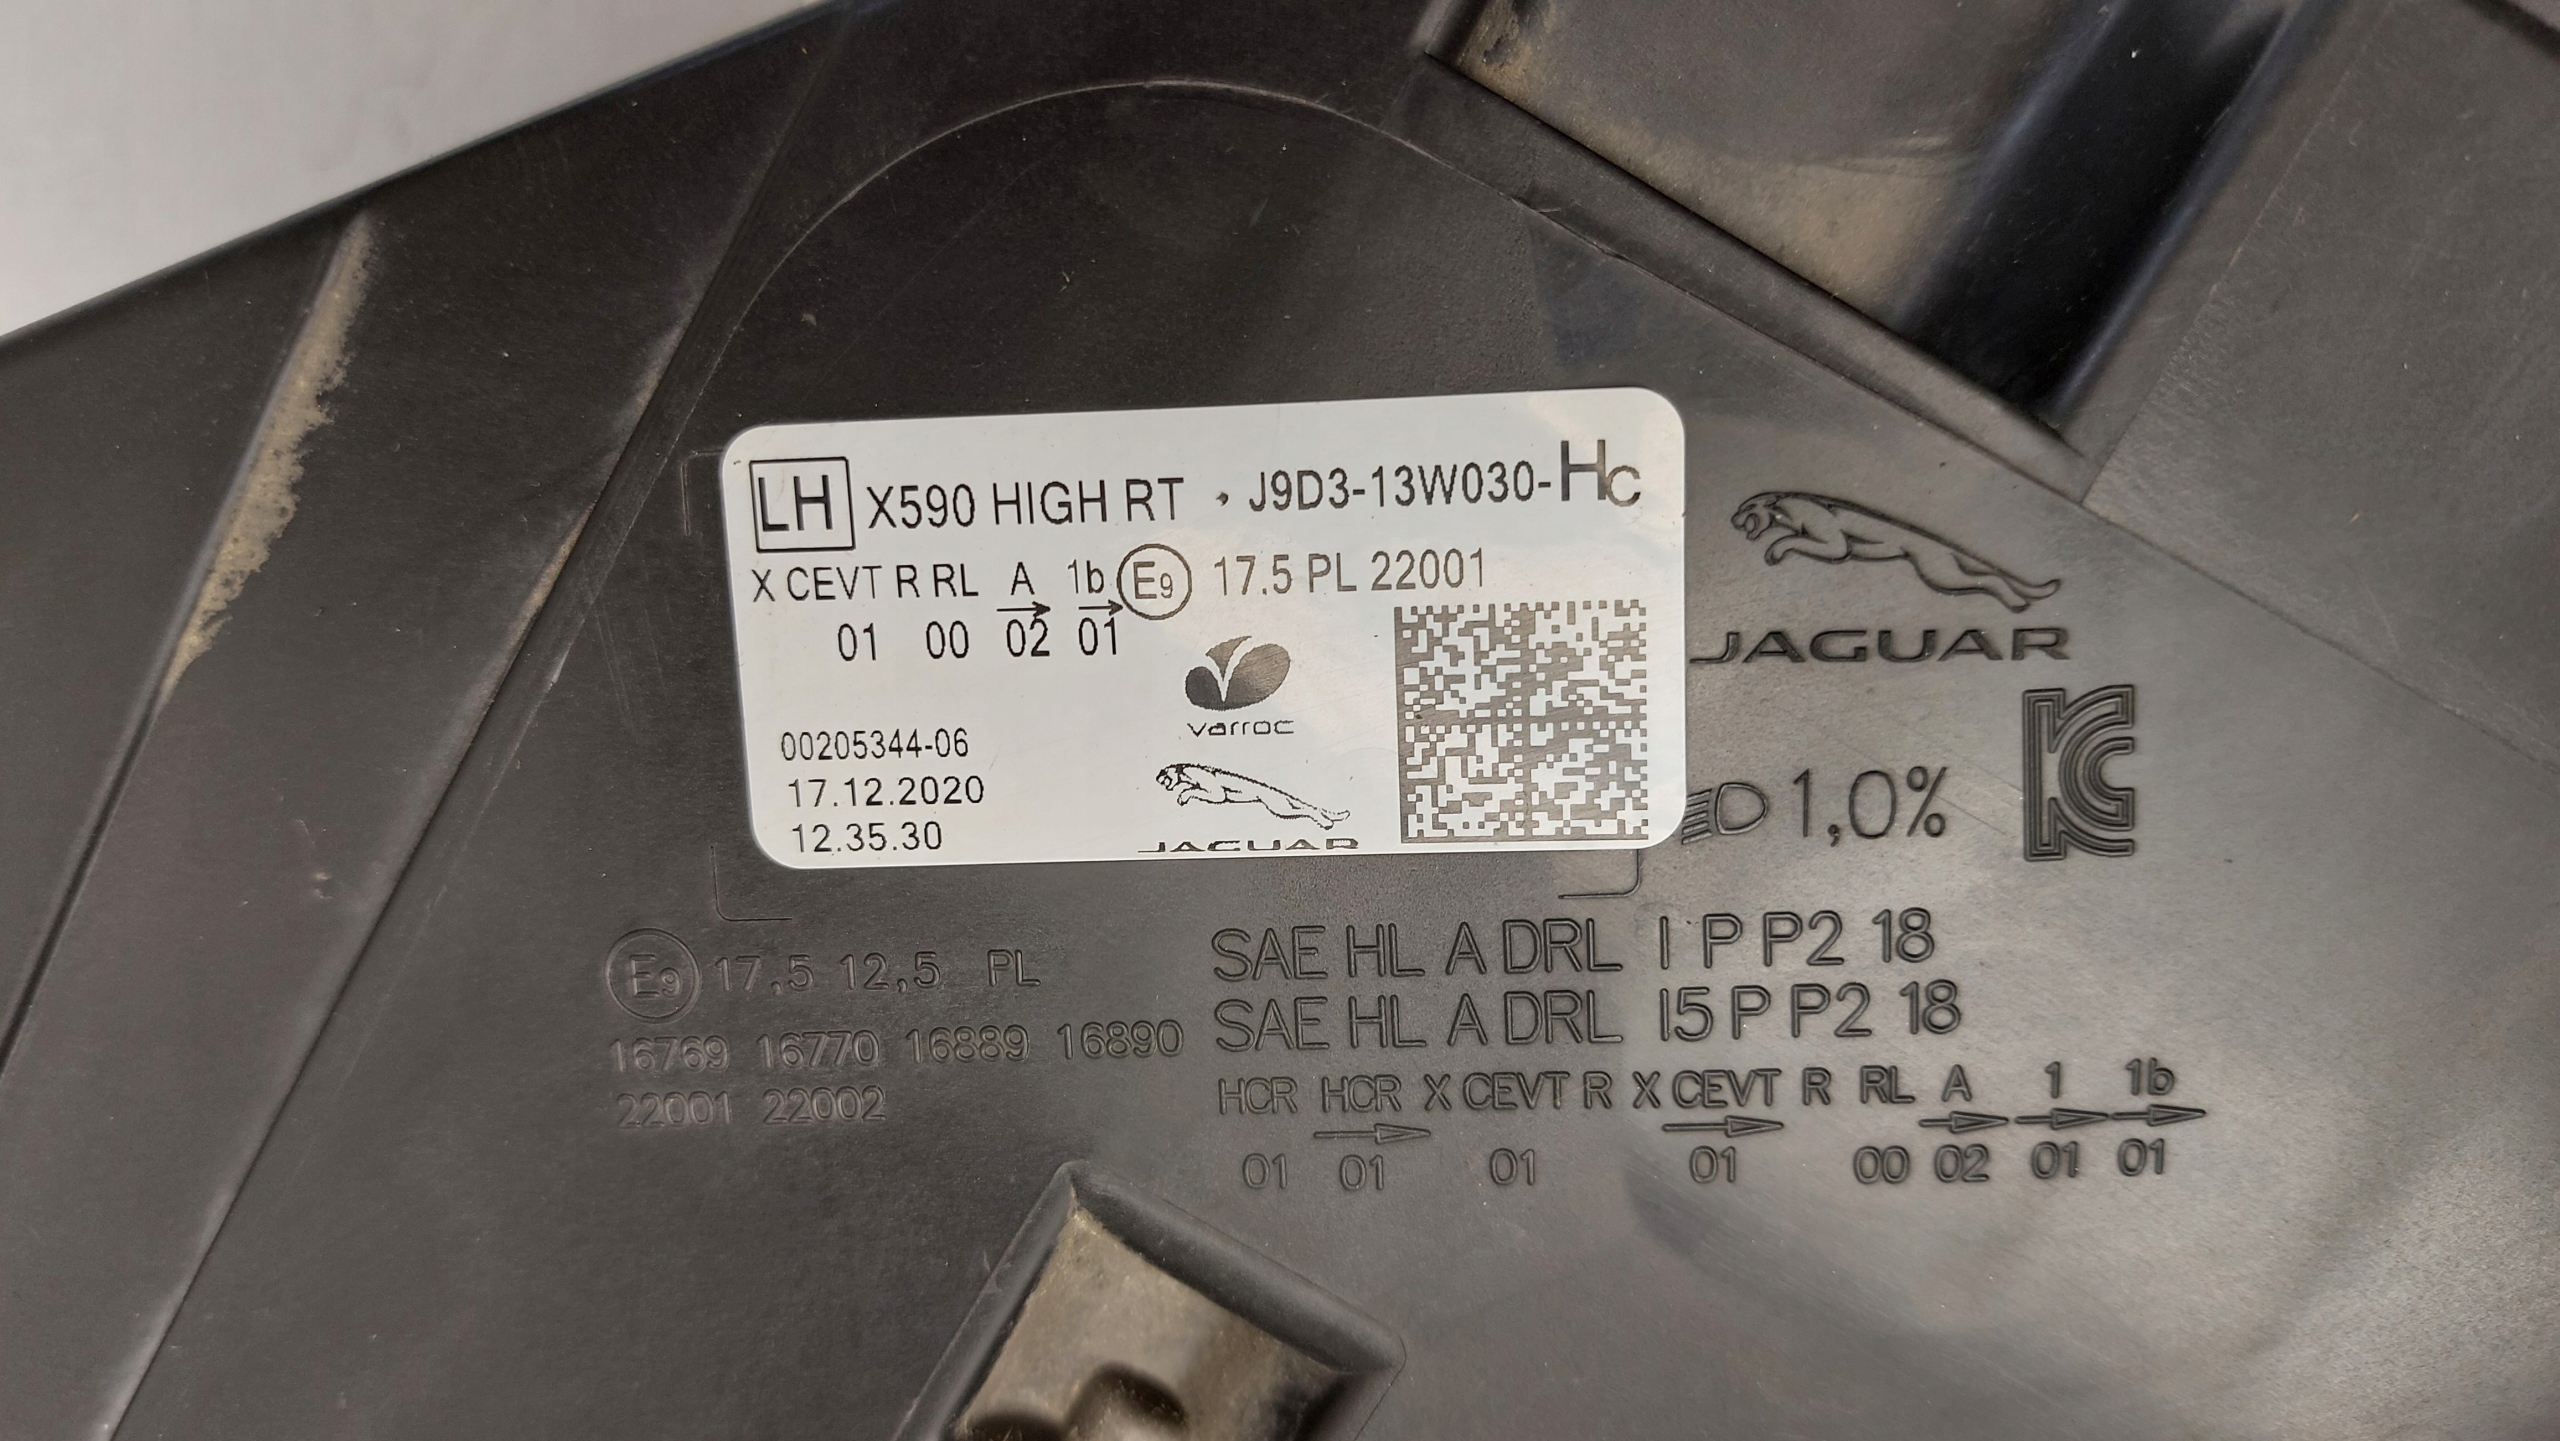 LH X590 HIGH RT J9D3-13W030-HC
X CEVT R RL A 1b E9 17.5 PL 22001
01 00 02 01
varroc
00205344-06
17.12.2020
12.35.30
JAGUAR
JAGUAR
1,0%
KC
E9 17,5 12,5 PL
16769 16770 16889 16890
22001 22002
SAE HL A DRL I P P2 18
SAE HL A DRL I5 P P2 18
HCR HCR X CEVT R X CEVT R RL A 1 1b
01 01 01 01 00 02 01 01